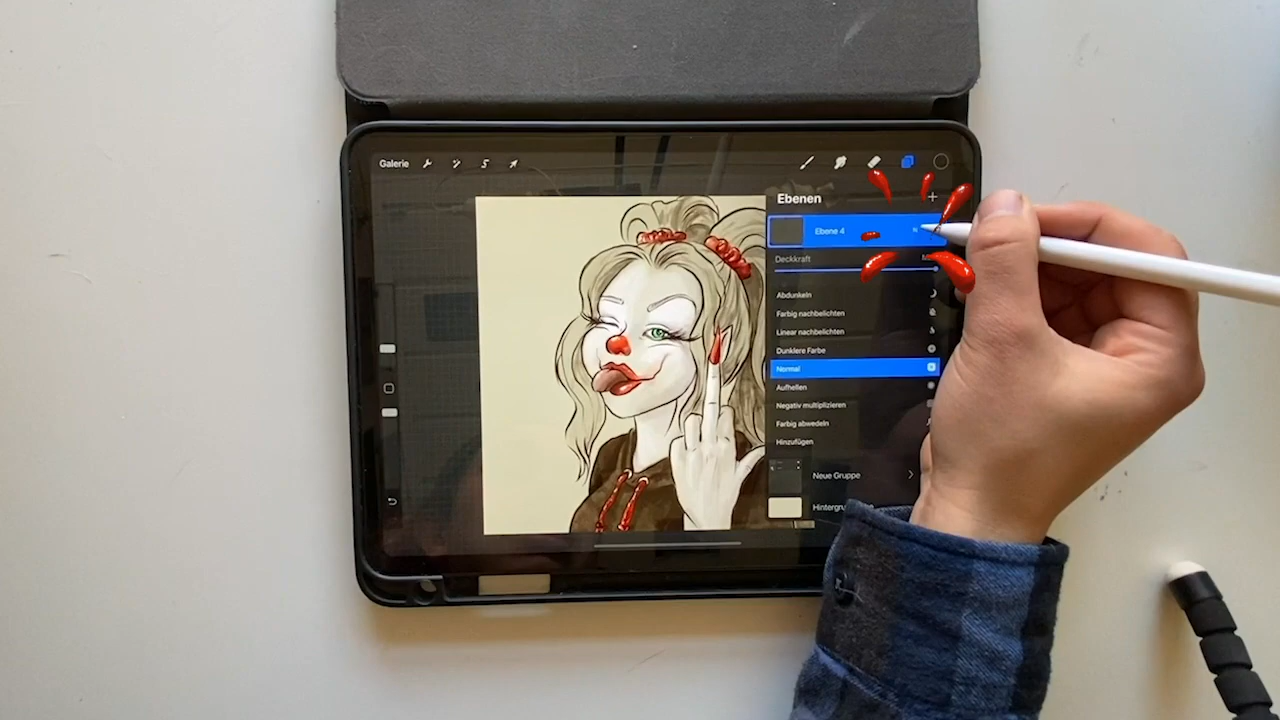 Galerie
Ebenen
Ebene 4
N
Deckkraft
Abdunkeln
Farbig nachbelichten
Linear nachbelichten
Dunklere Farbe
Normal
Aufhellen
Negativ multiplizieren
Farbig abwedeln
Hinzufügen
Neue Gruppe